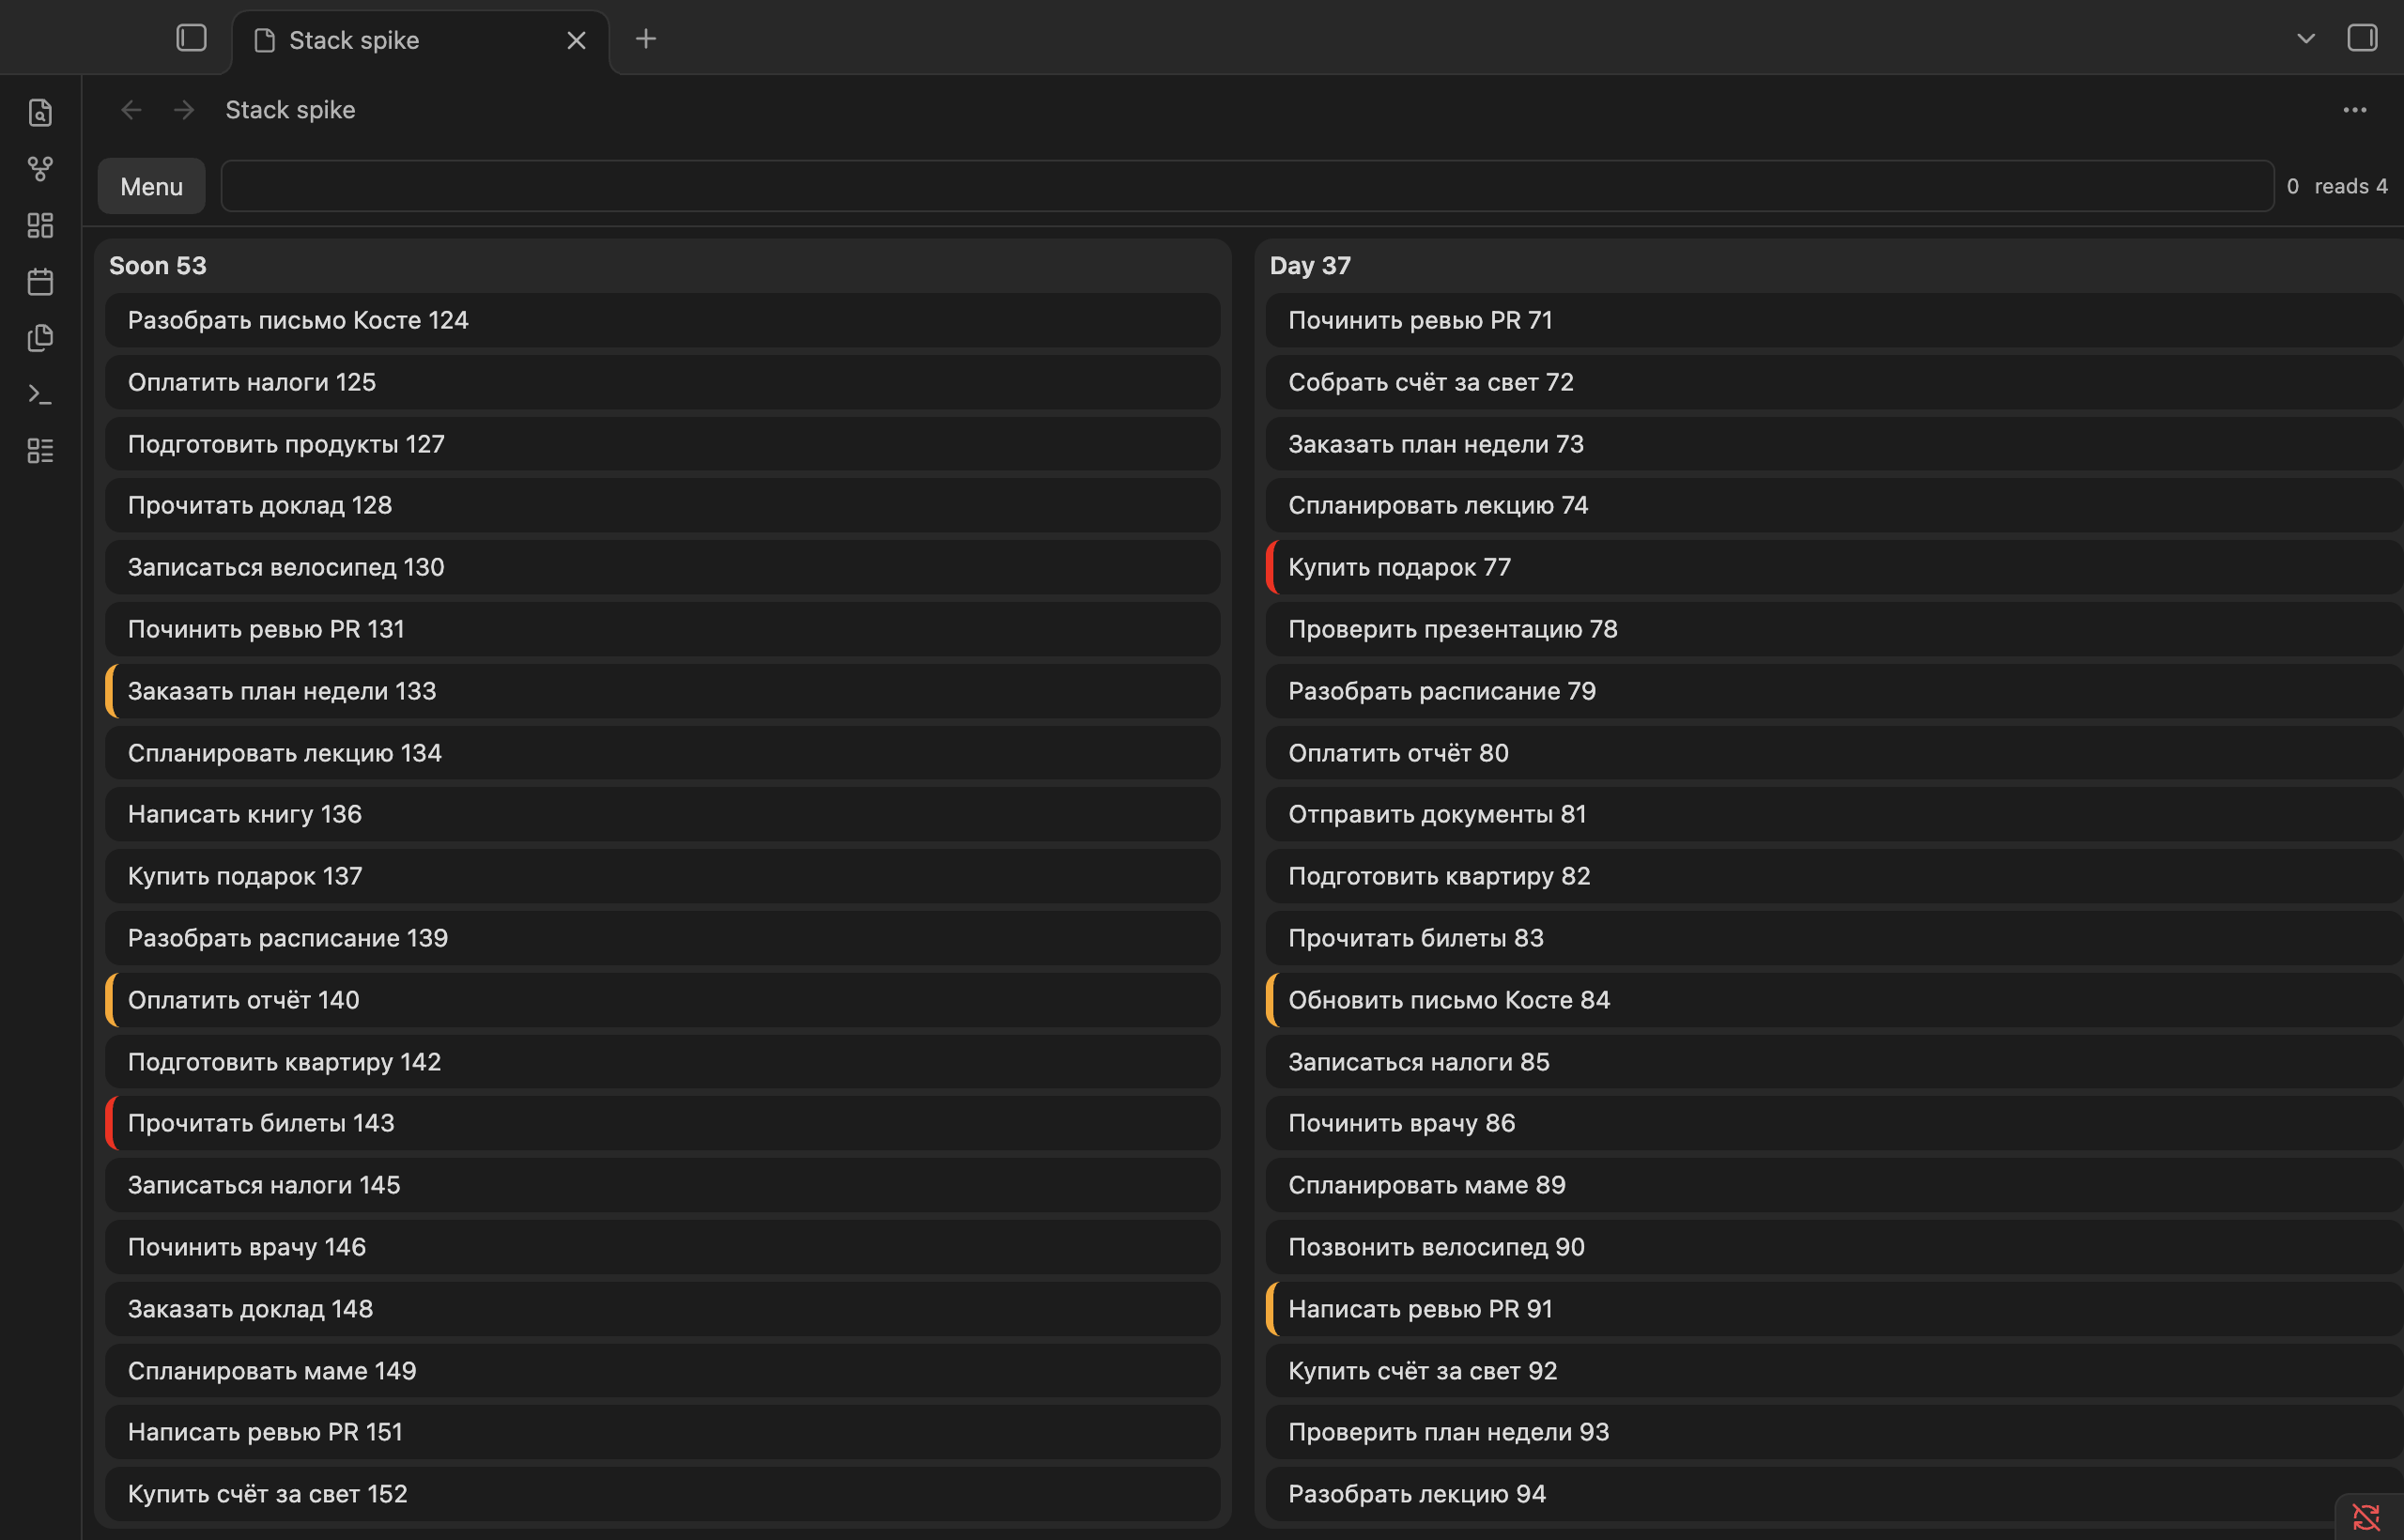 Stack spike
Stack spike
Menu
0 reads 4
Soon 53
Разобрать письмо Косте 124
Оплатить налоги 125
Подготовить продукты 127
Прочитать доклад 128
Записаться велосипед 130
Починить ревью PR 131
Заказать план недели 133
Спланировать лекцию 134
Написать книгу 136
Купить подарок 137
Разобрать расписание 139
Оплатить отчёт 140
Подготовить квартиру 142
Прочитать билеты 143
Записаться налоги 145
Починить врачу 146
Заказать доклад 148
Спланировать маме 149
Написать ревью PR 151
Купить счёт за свет 152
Day 37
Починить ревью PR 71
Собрать счёт за свет 72
Заказать план недели 73
Спланировать лекцию 74
Купить подарок 77
Проверить презентацию 78
Разобрать расписание 79
Оплатить отчёт 80
Отправить документы 81
Подготовить квартиру 82
Прочитать билеты 83
Обновить письмо Косте 84
Записаться налоги 85
Починить врачу 86
Спланировать маме 89
Позвонить велосипед 90
Написать ревью PR 91
Купить счёт за свет 92
Проверить план недели 93
Разобрать лекцию 94